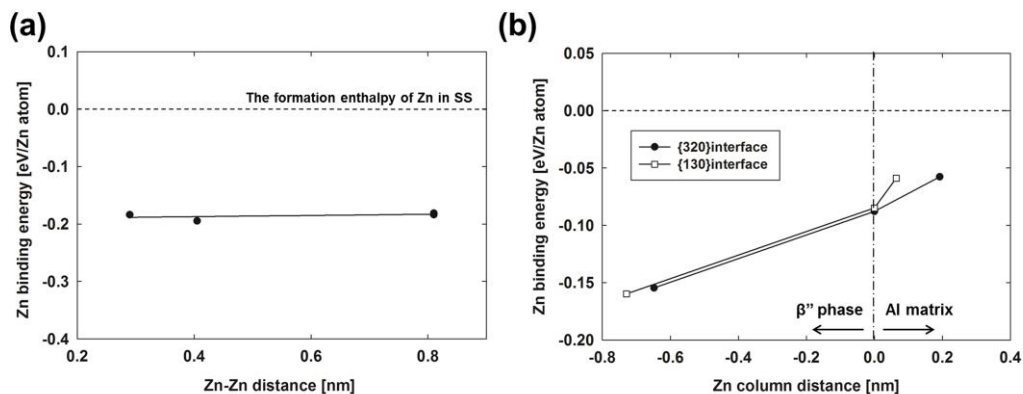 (a)
0.1
0.0
-0.1
-0.2
-0.3
-0.4
Zn binding energy [eV/Zn atom]
The formation enthalpy of Zn in SS
0.2
0.4
0.6
0.8
Zn-Zn distance [nm]
(b)
0.05
0.00
-0.05
-0.10
-0.15
-0.20
Zn binding energy [eV/Zn atom]
{320}interface
{130}interface
β” phase
Al matrix
-0.8
-0.6
-0.4
-0.2
0.0
0.2
0.4
Zn column distance [nm]